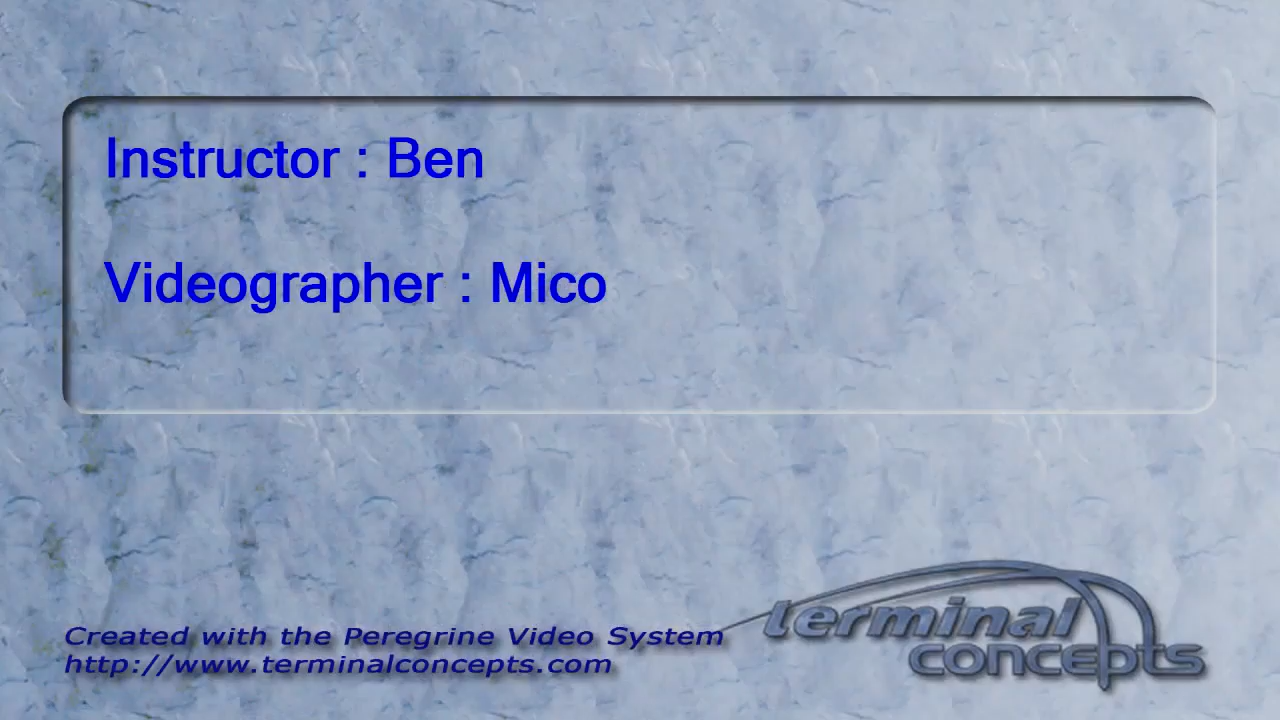 Instructor : Ben
Videographer : Mico
Created with the Peregrine Video System
http://www.terminalconcepts.com
terminal
concepts